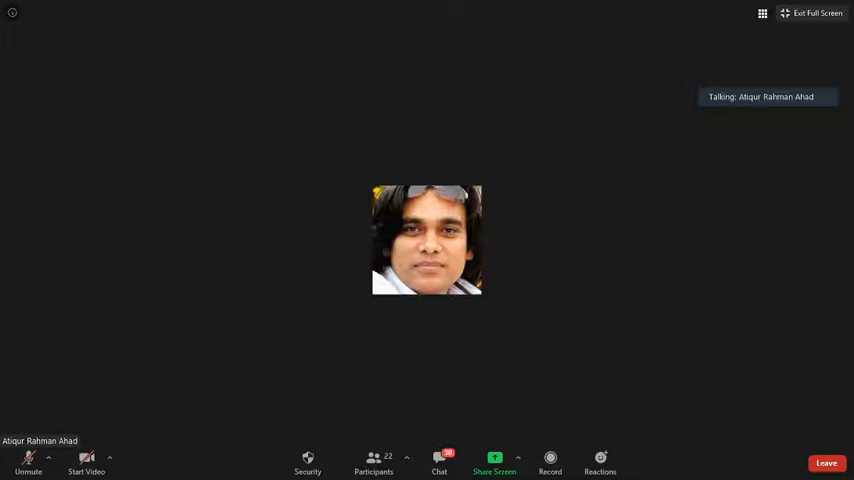 Exit Full Screen
Talking: Atiqur Rahman Ahad
Atiqur Rahman Ahad
22
30
Unmute
Start Video
Security
Participants
Chat
Share Screen
Record
Reactions
Leave